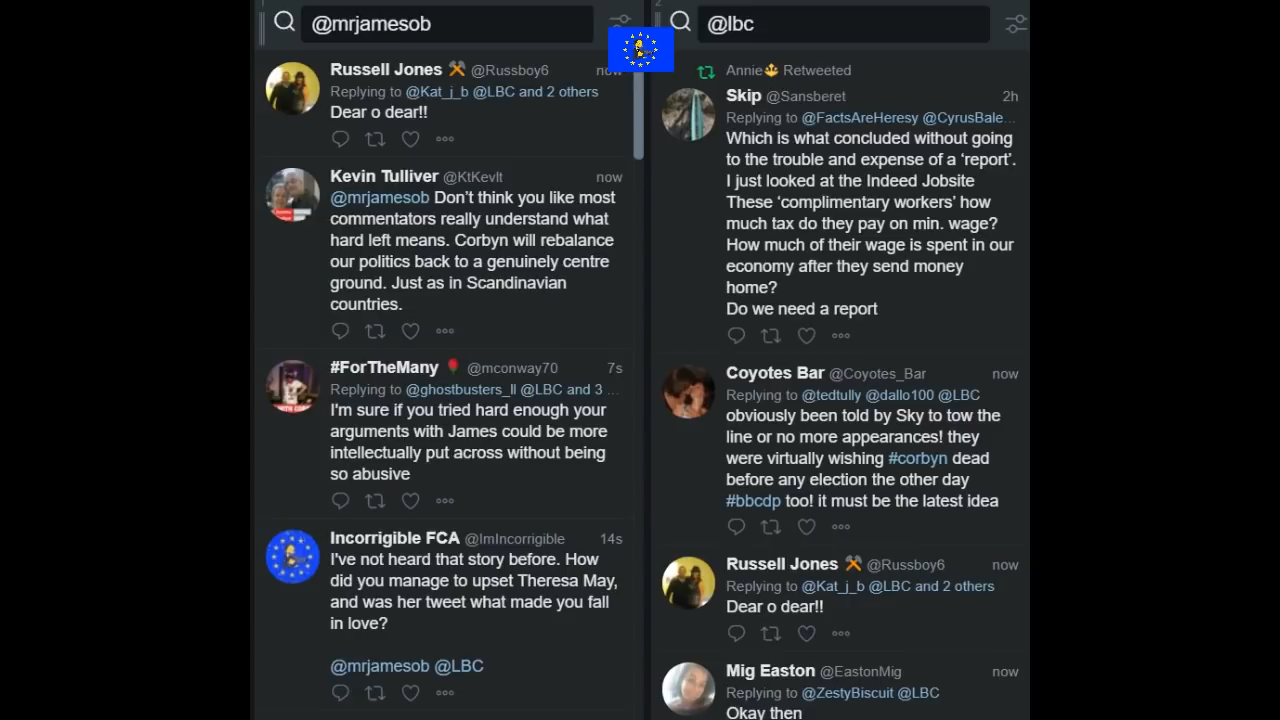 1
@mrjamesob
Russell Jones @Russboy6 now
Replying to @Kat_j_b @LBC and 2 others
Dear o dear!!
Kevin Tulliver @KtKevIt now
@mrjamesob Don't think you like most
commentators really understand what
hard left means. Corbyn will rebalance
our politics back to a genuinely centre
ground. Just as in Scandinavian
countries.
#ForTheMany 🌹 @mconway70 7s
Replying to @ghostbusters_ll @LBC and 3 ...
I'm sure if you tried hard enough your
arguments with James could be more
intellectually put across without being
so abusive
Incorrigible FCA @ImIncorrigible 14s
I've not heard that story before. How
did you manage to upset Theresa May,
and was her tweet what made you fall
in love?
@mrjamesob @LBC
2
@lbc
Annie Retweeted
Skip @Sansberet 2h
Replying to @FactsAreHeresy @CyrusBale...
Which is what concluded without going
to the trouble and expense of a ‘report’.
I just looked at the Indeed Jobsite
These ‘complimentary workers’ how
much tax do they pay on min. wage?
How much of their wage is spent in our
economy after they send money
home?
Do we need a report
Coyotes Bar @Coyotes_Bar now
Replying to @tedtully @dallo100 @LBC
obviously been told by Sky to tow the
line or no more appearances! they
were virtually wishing #corbyn dead
before any election the other day
#bbcdp too! it must be the latest idea
Russell Jones @Russboy6 now
Replying to @Kat_j_b @LBC and 2 others
Dear o dear!!
Mig Easton @EastonMig now
Replying to @ZestyBiscuit @LBC
Okay then